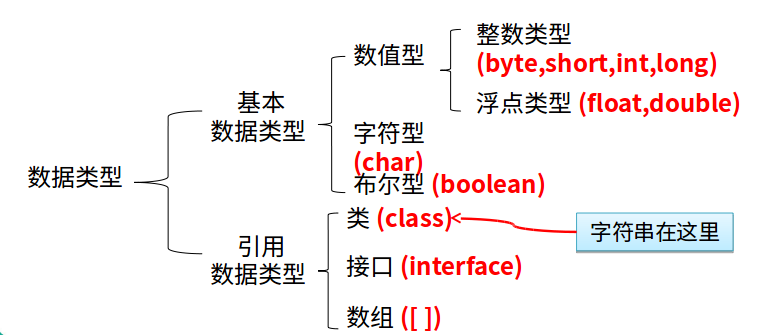 数据类型
基本
数据类型
数值型
整数类型
(byte,short,int,long)
浮点类型 (float,double)
字符型
(char)
布尔型 (boolean)
引用
数据类型
类 (class)
字符串在这里
接口 (interface)
数组 ([ ])